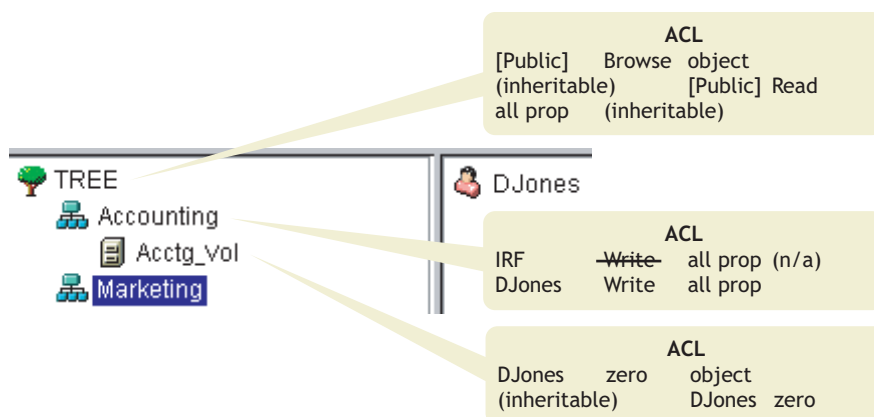 ACL
[Public] Browse object
(inheritable) [Public] Read
all prop (inheritable)
TREE
Accounting
Acctg_Vol
Marketing
DJones
ACL
IRF Write all prop (n/a)
DJones Write all prop
ACL
DJones zero object
(inheritable) DJones zero